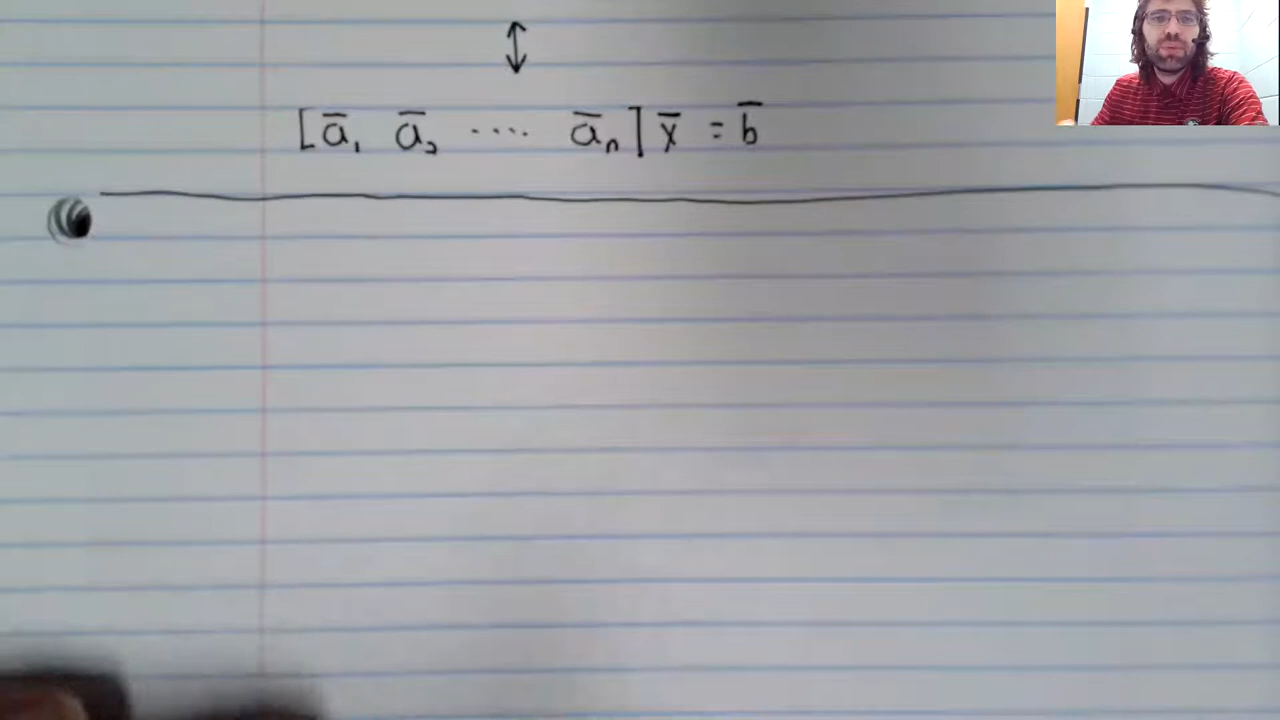 ↕
[ā₁ ā₂ ···· āₙ] x̄ = b̄